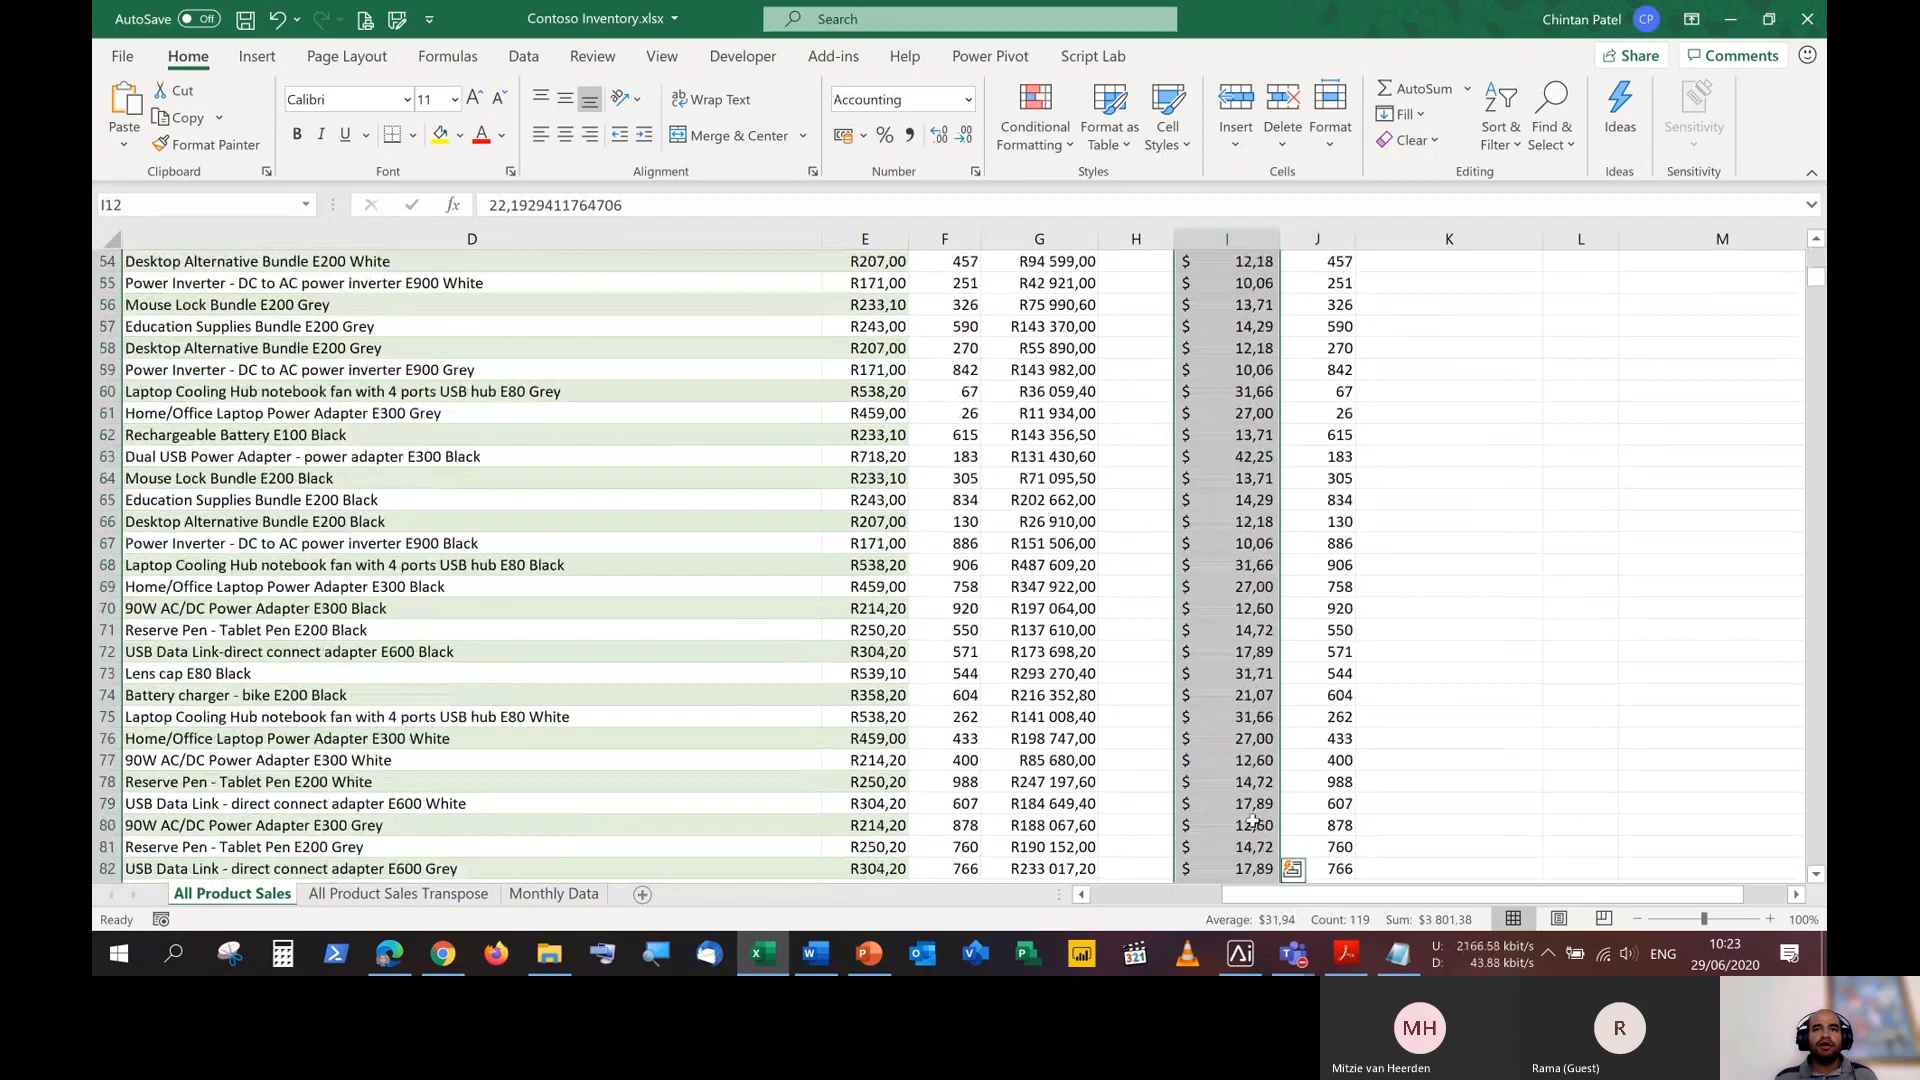 AutoSave Off Contoso Inventory.xlsx Search Chintan Patel CP
File Home Insert Page Layout Formulas Data Review View Developer Add-ins Help Power Pivot Script Lab Share Comments
Paste Cut Copy Format Painter Calibri 11 Wrap Text Merge & Center Accounting Conditional Formatting Format as Table Cell Styles Insert Delete Format AutoSum Fill Clear Sort & Filter Find & Select Ideas Sensitivity
Clipboard Font Alignment Number Styles Cells Editing Ideas Sensitivity
I12 fx 22,1929411764706
D E F G H I J K L M
54 Desktop Alternative Bundle E200 White R207,00 457 R94 599,00 $ 12,18 457
55 Power Inverter - DC to AC power inverter E900 White R171,00 251 R42 921,00 $ 10,06 251
56 Mouse Lock Bundle E200 Grey R233,10 326 R75 990,60 $ 13,71 326
57 Education Supplies Bundle E200 Grey R243,00 590 R143 370,00 $ 14,29 590
58 Desktop Alternative Bundle E200 Grey R207,00 270 R55 890,00 $ 12,18 270
59 Power Inverter - DC to AC power inverter E900 Grey R171,00 842 R143 982,00 $ 10,06 842
60 Laptop Cooling Hub notebook fan with 4 ports USB hub E80 Grey R538,20 67 R36 059,40 $ 31,66 67
61 Home/Office Laptop Power Adapter E300 Grey R459,00 26 R11 934,00 $ 27,00 26
62 Rechargeable Battery E100 Black R233,10 615 R143 356,50 $ 13,71 615
63 Dual USB Power Adapter - power adapter E300 Black R718,20 183 R131 430,60 $ 42,25 183
64 Mouse Lock Bundle E200 Black R233,10 305 R71 095,50 $ 13,71 305
65 Education Supplies Bundle E200 Black R243,00 834 R202 662,00 $ 14,29 834
66 Desktop Alternative Bundle E200 Black R207,00 130 R26 910,00 $ 12,18 130
67 Power Inverter - DC to AC power inverter E900 Black R171,00 886 R151 506,00 $ 10,06 886
68 Laptop Cooling Hub notebook fan with 4 ports USB hub E80 Black R538,20 906 R487 609,20 $ 31,66 906
69 Home/Office Laptop Power Adapter E300 Black R459,00 758 R347 922,00 $ 27,00 758
70 90W AC/DC Power Adapter E300 Black R214,20 920 R197 064,00 $ 12,60 920
71 Reserve Pen - Tablet Pen E200 Black R250,20 550 R137 610,00 $ 14,72 550
72 USB Data Link-direct connect adapter E600 Black R304,20 571 R173 698,20 $ 17,89 571
73 Lens cap E80 Black R539,10 544 R293 270,40 $ 31,71 544
74 Battery charger - bike E200 Black R358,20 604 R216 352,80 $ 21,07 604
75 Laptop Cooling Hub notebook fan with 4 ports USB hub E80 White R538,20 262 R141 008,40 $ 31,66 262
76 Home/Office Laptop Power Adapter E300 White R459,00 433 R198 747,00 $ 27,00 433
77 90W AC/DC Power Adapter E300 White R214,20 400 R85 680,00 $ 12,60 400
78 Reserve Pen - Tablet Pen E200 White R250,20 988 R247 197,60 $ 14,72 988
79 USB Data Link - direct connect adapter E600 White R304,20 607 R184 649,40 $ 17,89 607
80 90W AC/DC Power Adapter E300 Grey R214,20 878 R188 067,60 $ 12,60 878
81 Reserve Pen - Tablet Pen E200 Grey R250,20 760 R190 152,00 $ 14,72 760
82 USB Data Link - direct connect adapter E600 Grey R304,20 766 R233 017,20 $ 17,89 766
All Product Sales All Product Sales Transpose Monthly Data
Ready Average: $31,94 Count: 119 Sum: $3 801,38 100%
U: 2166.58 kbit/s
D: 43.88 kbit/s
ENG
10:23
29/06/2020
MH R
Mitzie van Heerden Rama (Guest)